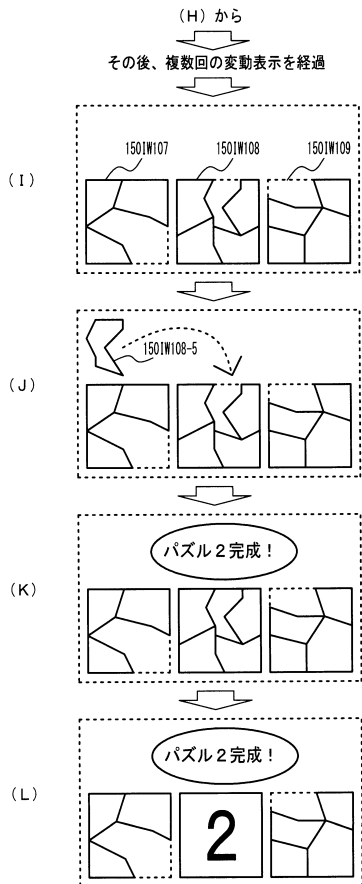 (H)から
その後、複数回の変動表示を経過
150IW107 150IW108 150IW109
(I)
150IW108-5
(J)
パズル2完成!
(K)
パズル2完成!
(L)
2